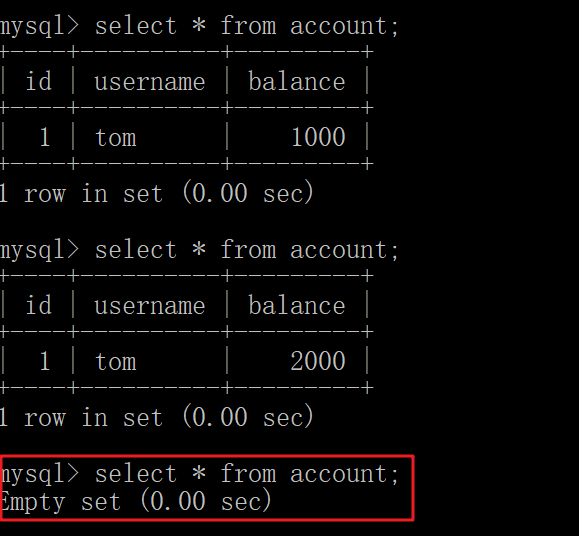 mysql> select * from account;
+----+----------+---------+
| id | username | balance |
+----+----------+---------+
| 1 | tom | 1000 |
+----+----------+---------+
1 row in set (0.00 sec)
mysql> select * from account;
+----+----------+---------+
| id | username | balance |
+----+----------+---------+
| 1 | tom | 2000 |
+----+----------+---------+
1 row in set (0.00 sec)
mysql> select * from account;
Empty set (0.00 sec)